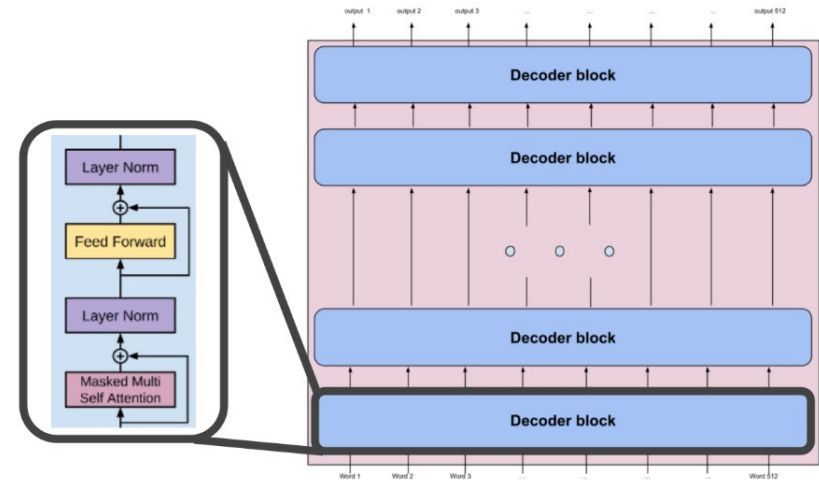 output 1 output 2 output 3 ... ... ... ... output 512
Decoder block
Decoder block
Layer Norm
Feed Forward
Layer Norm
Masked Multi
Self Attention
Decoder block
Decoder block
Word 1 Word 2 Word 3 ... ... ... ... Word 512